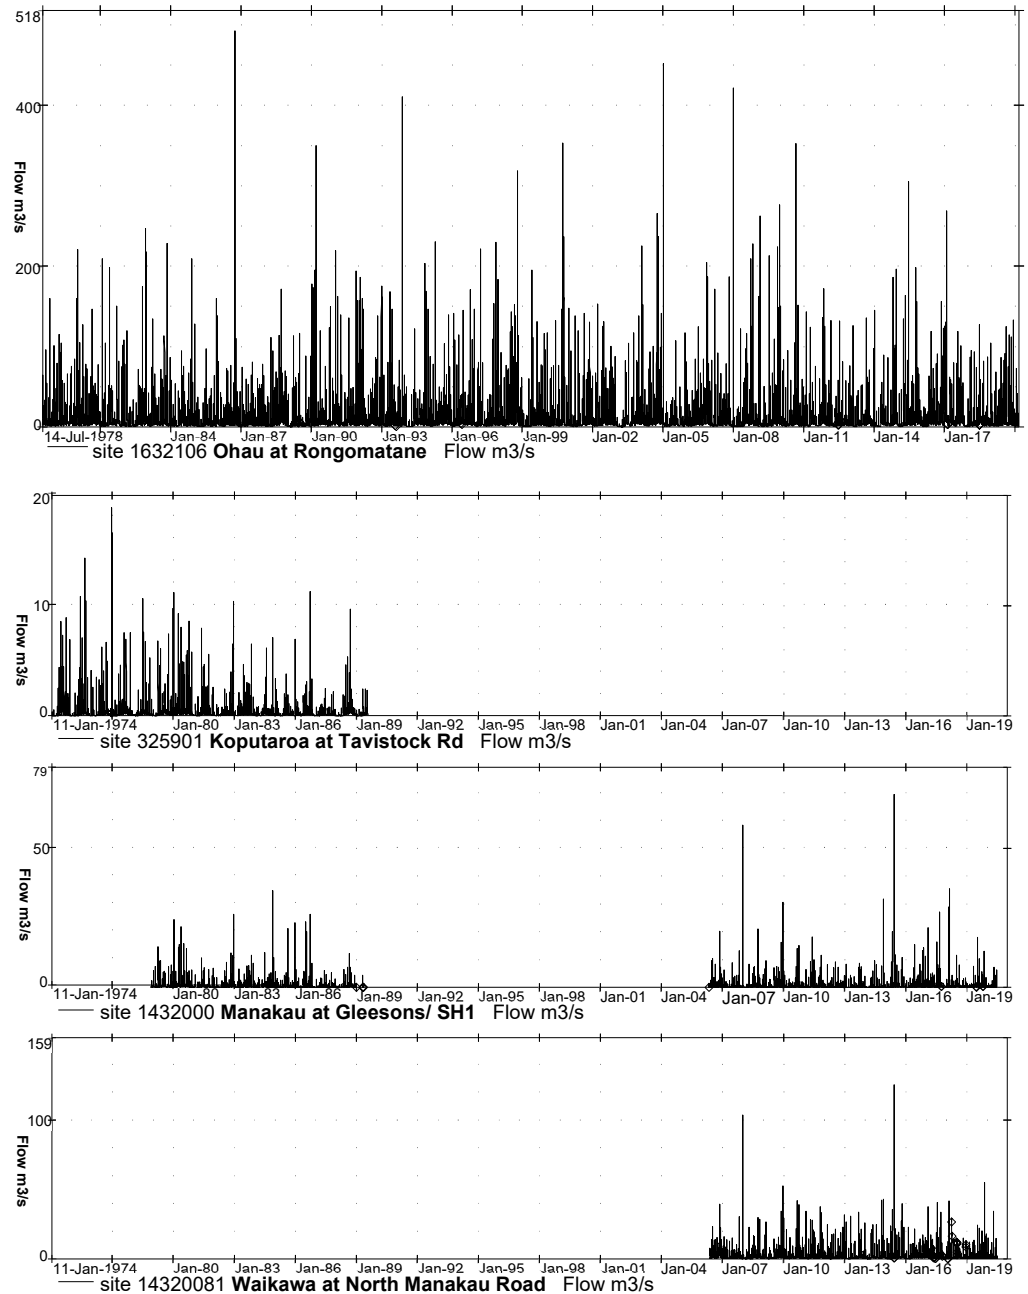 518
400
200
0
Flow m3/s
14-Jul-1978 Jan-84 Jan-87 Jan-90 Jan-93 Jan-96 Jan-99 Jan-02 Jan-05 Jan-08 Jan-11 Jan-14 Jan-17
site 1632106 Ohau at Rongomatane Flow m3/s
20
10
0
Flow m3/s
11-Jan-1974 Jan-80 Jan-83 Jan-86 Jan-89 Jan-92 Jan-95 Jan-98 Jan-01 Jan-04 Jan-07 Jan-10 Jan-13 Jan-16 Jan-19
site 325901 Koputaroa at Tavistock Rd Flow m3/s
79
50
0
Flow m3/s
11-Jan-1974 Jan-80 Jan-83 Jan-86 Jan-89 Jan-92 Jan-95 Jan-98 Jan-01 Jan-04 Jan-07 Jan-10 Jan-13 Jan-16 Jan-19
site 1432000 Manakau at Gleesons/ SH1 Flow m3/s
159
100
0
Flow m3/s
11-Jan-1974 Jan-80 Jan-83 Jan-86 Jan-89 Jan-92 Jan-95 Jan-98 Jan-01 Jan-04 Jan-07 Jan-10 Jan-13 Jan-16 Jan-19
site 14320081 Waikawa at North Manakau Road Flow m3/s